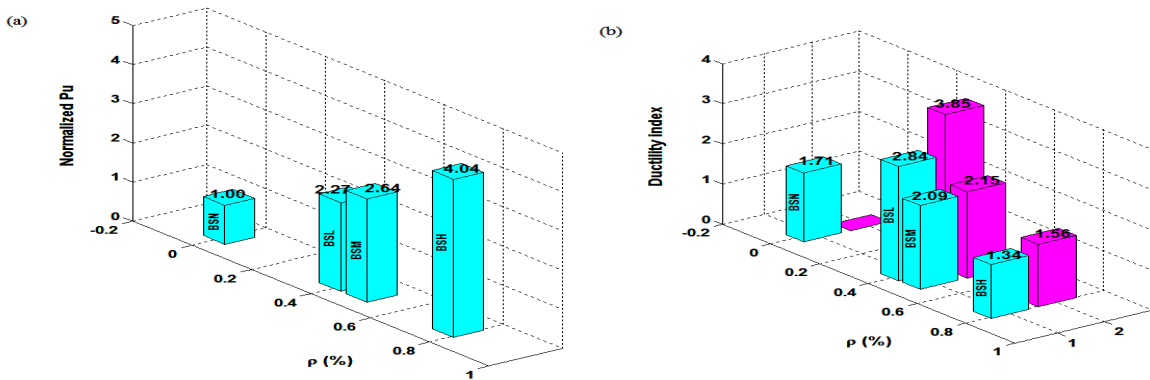 (a)
Normalized Pu
5
4
3
2
1
0
-0.2
0
0.2
0.4
0.6
0.8
1
ρ (%)
1.00
BSN
2.27
BSL
2.64
BSM
4.04
BSH
(b)
Ductility index
4
3
2
1
0
-0.2
0
0.2
0.4
0.6
0.8
1
ρ (%)
1
2
1.71
BSN
2.84
BSL
3.85
2.09
BSM
2.15
1.34
BSH
1.56